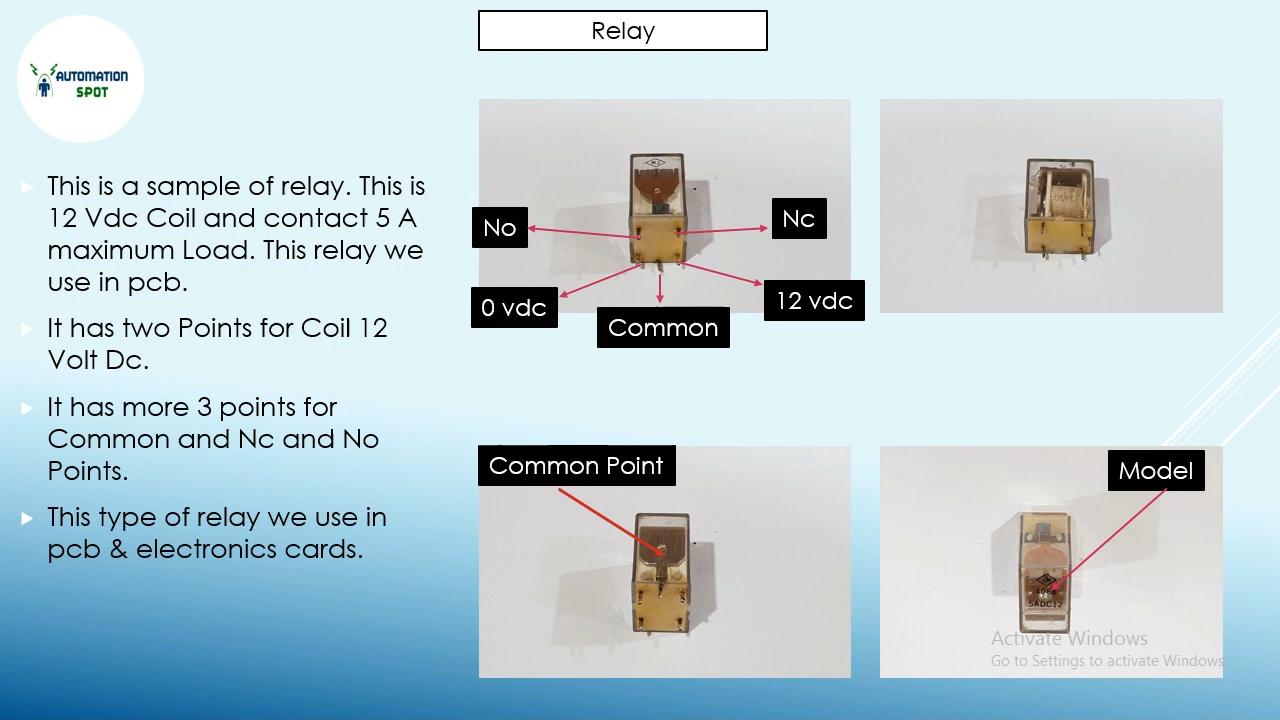 Relay
AUTOMATION
SPOT
This is a sample of relay. This is
12 Vdc Coil and contact 5 A
maximum Load. This relay we
use in pcb.
It has two Points for Coil 12
Volt Dc.
It has more 3 points for
Common and Nc and No
Points.
This type of relay we use in
pcb & electronics cards.
No
Nc
0 vdc
12 vdc
Common
Common Point
Model
5ADC12
Activate Windows
Go to Settings to activate Windows